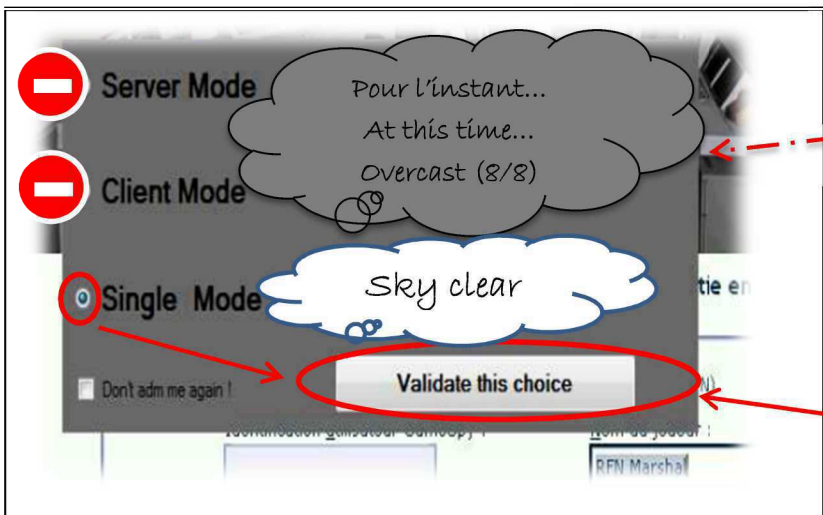 Server Mode
Pour l'instant...
At this time...
Overcast (8/8)
Client Mode
Single Mode
Sky clear
tie en
Don't adm me again !
Validate this choice
N)
Nom du joueur :
RFN Marshal